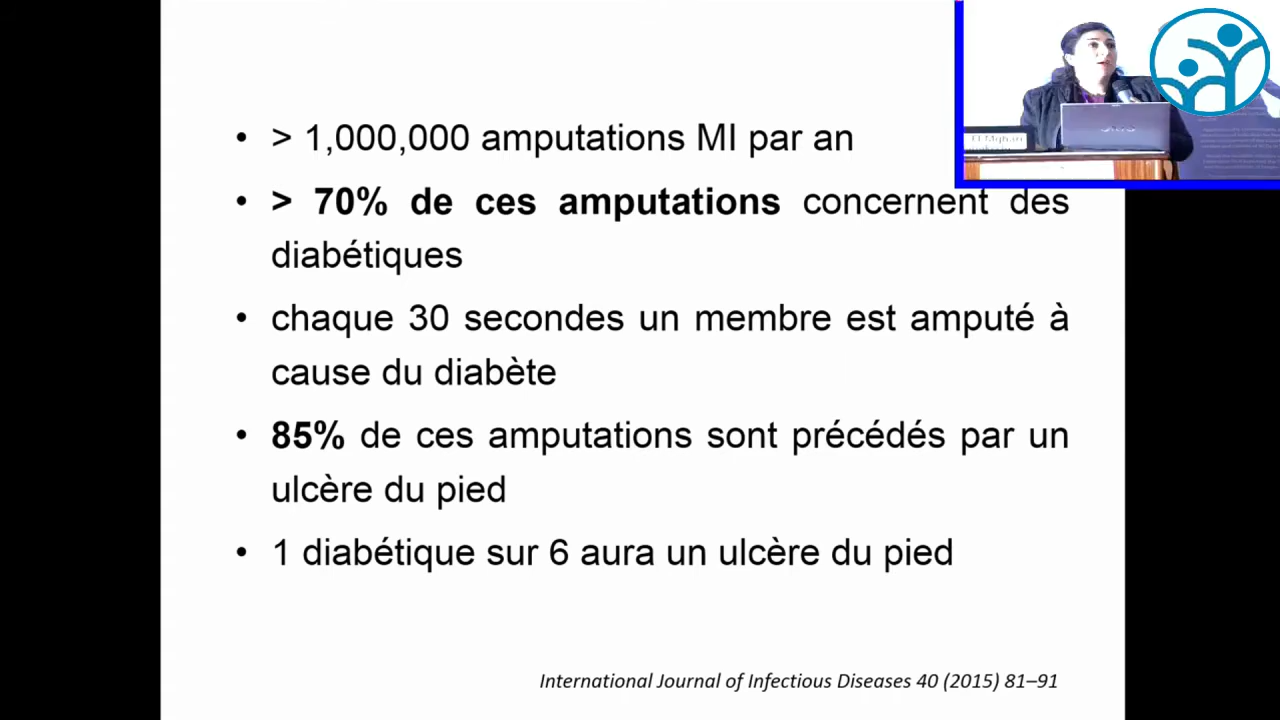 • > 1,000,000 amputations MI par an
• > 70% de ces amputations concernent des
diabétiques
• chaque 30 secondes un membre est amputé à
cause du diabète
• 85% de ces amputations sont précédés par un
ulcère du pied
• 1 diabétique sur 6 aura un ulcère du pied
International Journal of Infectious Diseases 40 (2015) 81–91
El Mghari